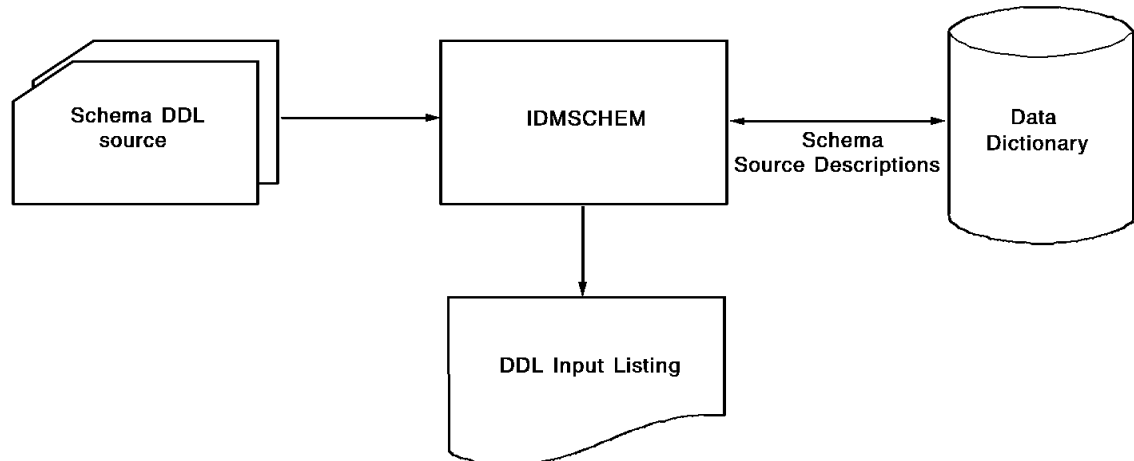 Schema DDL
source
IDMSCHEM
Schema
Source Descriptions
Data
Dictionary
DDL Input Listing